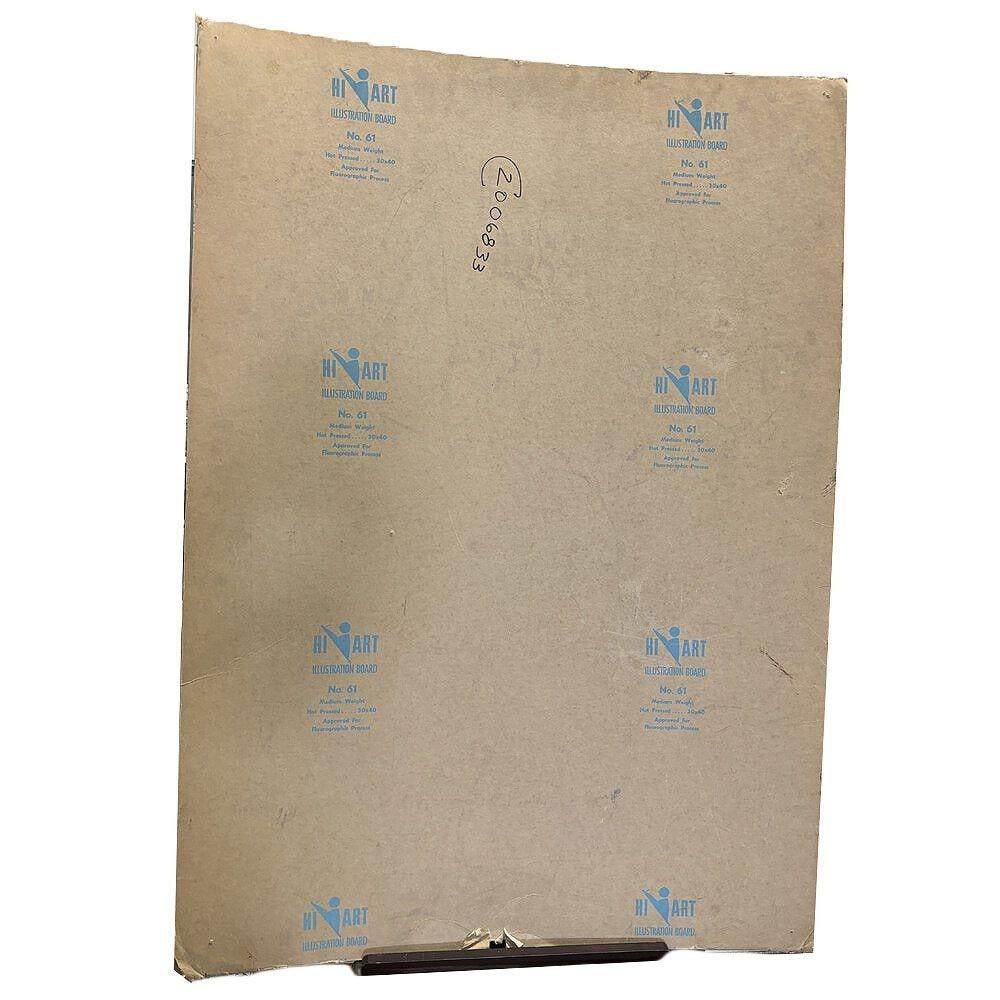 HI ART
ILLUSTRATION BOARD
No. 61
Medium Weight
Hot Pressed.....30x40
Approved For
Fluorographic Process
HI ART
ILLUSTRATION BOARD
No. 61
Medium Weight
Hot Pressed.....30x40
Approved For
Fluorographic Process
2006833
HI ART
ILLUSTRATION BOARD
No. 61
Medium Weight
Hot Pressed.....30x40
Approved For
Fluorographic Process
HI ART
ILLUSTRATION BOARD
No. 61
Medium Weight
Hot Pressed.....30x40
Approved For
Fluorographic Process
HI ART
ILLUSTRATION BOARD
No. 61
Medium Weight
Hot Pressed.....30x40
Approved For
Fluorographic Process
HI ART
ILLUSTRATION BOARD
No. 61
Medium Weight
Hot Pressed.....30x40
Approved For
Fluorographic Process
HI ART
ILLUSTRATION BOARD
HI ART
ILLUSTRATION BOARD